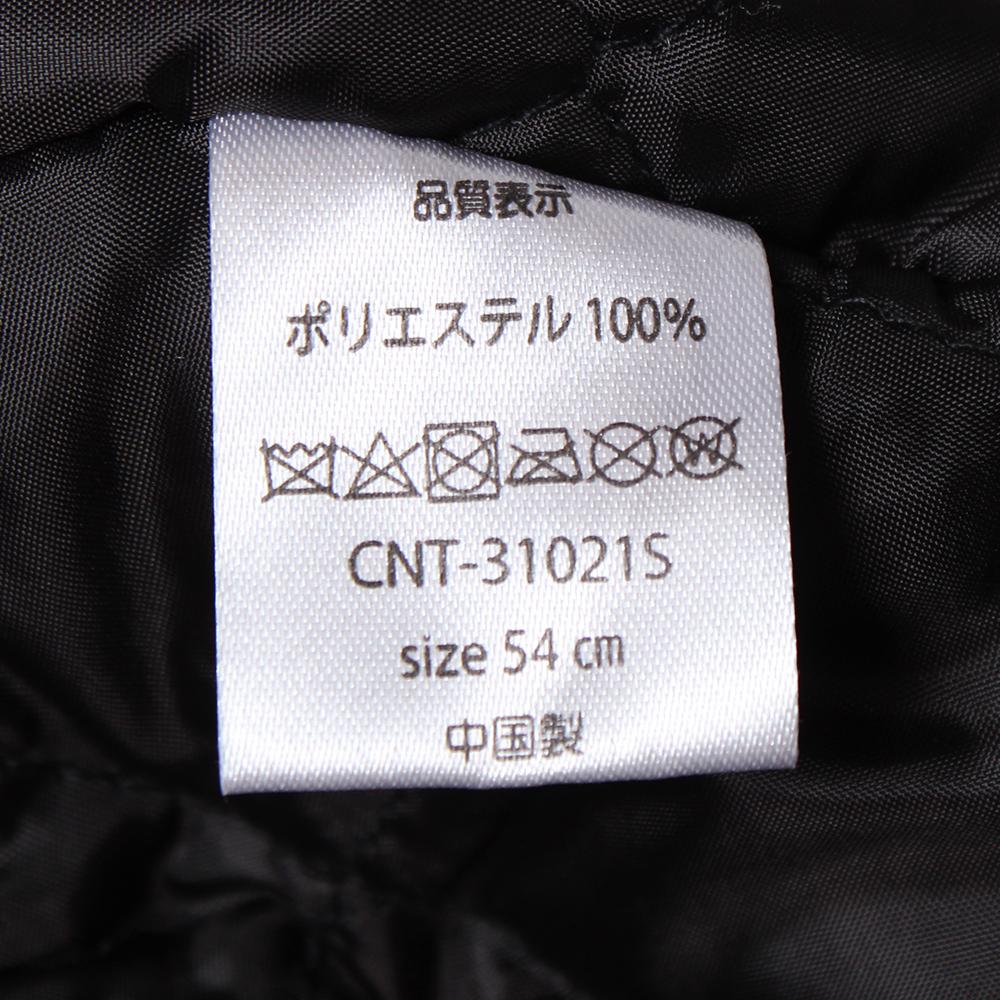 品質表示
ポリエステル 100%
W
CNT-31021S
size 54 cm
中国製